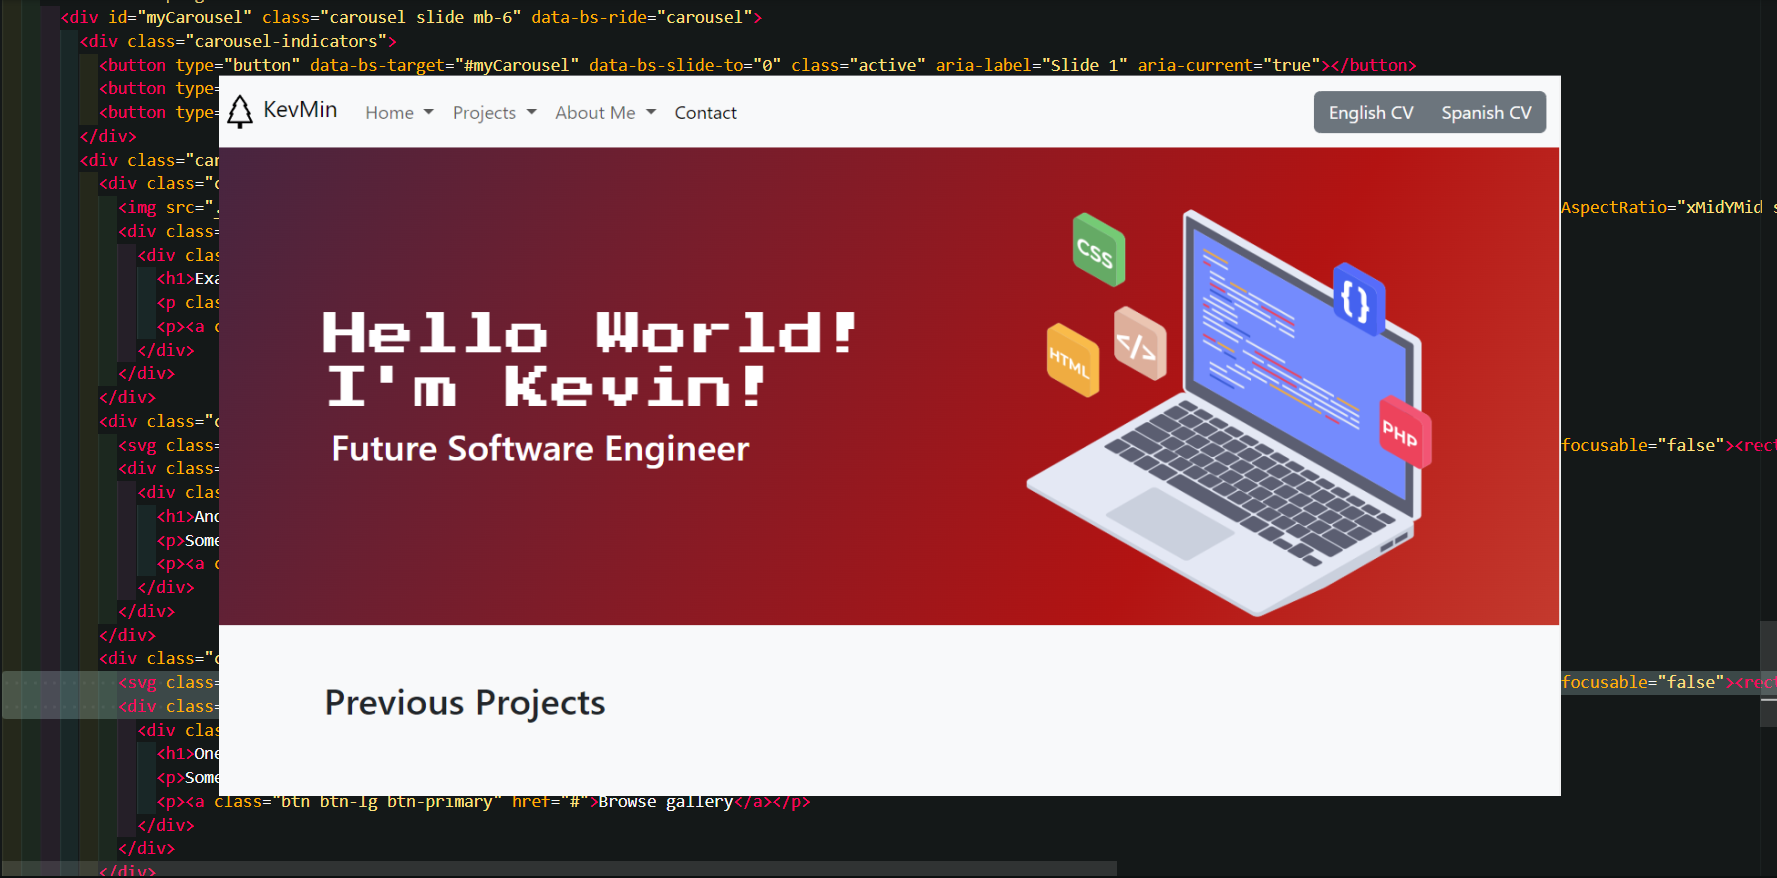 <div id="myCarousel" class="carousel slide mb-6" data-bs-ride="carousel">
<div class="carousel-indicators">
<button type="button" data-bs-target="#myCarousel" data-bs-slide-to="0" class="active" aria-label="Slide 1" aria-current="true"></button>
<button type=
<button type=
</div>
<div class="car
<div class="c
<img src=". AspectRatio="xMidYMid s
<div class=
<div clas
<h1>Exa
<p clas
<p><a c
</div>
</div>
</div>
<div class="c
<svg class= focusable="false"><rect
<div class=
<div clas
<h1>And
<p>Some
<p><a c
</div>
</div>
</div>
<div class="c
<svg class= focusable="false"><rect
<div class=
<div clas
<h1>One
<p>Some
<p><a class="btn btn-lg btn-primary" href="#">Browse gallery</a></p>
</div>
</div>
</div>
KevMin Home Projects About Me Contact English CV Spanish CV
Hello World!
I'm Kevin!
Future Software Engineer
CSS
{}
</>
HTML
PHP
Previous Projects